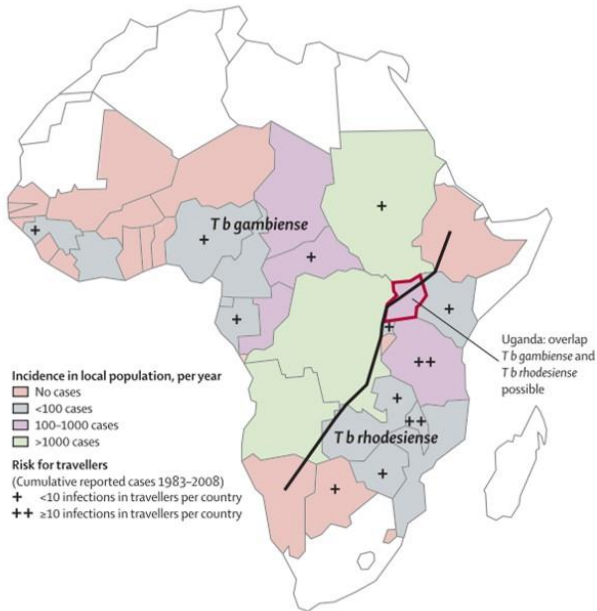 T b gambiense
+
+
+
+
+
+
+
++
+
++
+
+
T b rhodesiense
Uganda: overlap
T b gambiense and
T b rhodesiense
possible
Incidence in local population, per year
No cases
<100 cases
100–1000 cases
>1000 cases
Risk for travellers
(Cumulative reported cases 1983–2008)
+ <10 infections in travellers per country
++ ≥10 infections in travellers per country